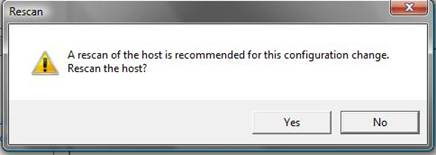 Rescan
A rescan of the host is recommended for this configuration change.
Rescan the host?
Yes
No